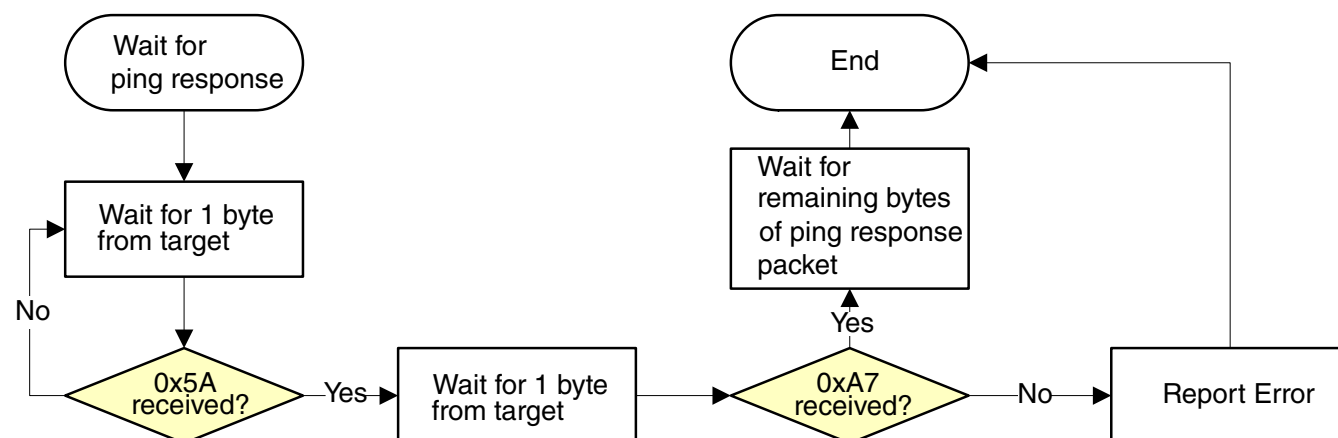 Wait for
ping response
Wait for 1 byte
from target
No
0x5A
received?
Yes
Wait for 1 byte
from target
0xA7
received?
Yes
Wait for
remaining bytes
of ping response
packet
End
No
Report Error